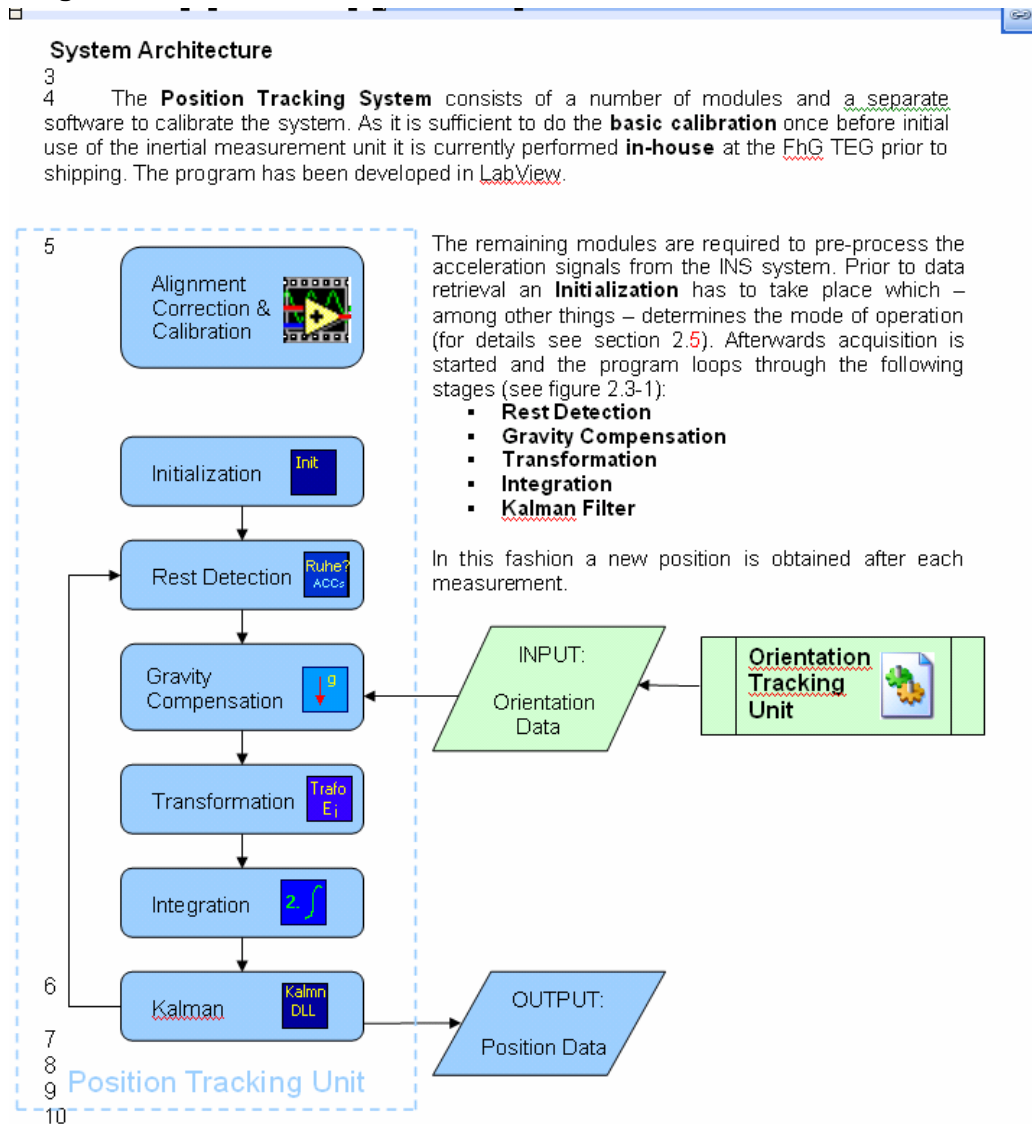 System Architecture
3
4 The Position Tracking System consists of a number of modules and a separate
software to calibrate the system. As it is sufficient to do the basic calibration once before initial
use of the inertial measurement unit it is currently performed in-house at the FhG TEG prior to
shipping. The program has been developed in LabView.
5
Alignment
Correction &
Calibration
The remaining modules are required to pre-process the
acceleration signals from the INS system. Prior to data
retrieval an Initialization has to take place which –
among other things – determines the mode of operation
(for details see section 2.5). Afterwards acquisition is
started and the program loops through the following
stages (see figure 2.3-1):
▪ Rest Detection
▪ Gravity Compensation
▪ Transformation
▪ Integration
▪ Kalman Filter
In this fashion a new position is obtained after each
measurement.
Initialization
Init
Rest Detection
Ruhe?
ACCs
Gravity
Compensation
g
INPUT:
Orientation
Data
Orientation
Tracking
Unit
Transformation
Trafo
Ei
Integration
2. ∫
6
Kalman
Kalmn
DLL
OUTPUT:
Position Data
7
8
9
Position Tracking Unit
10